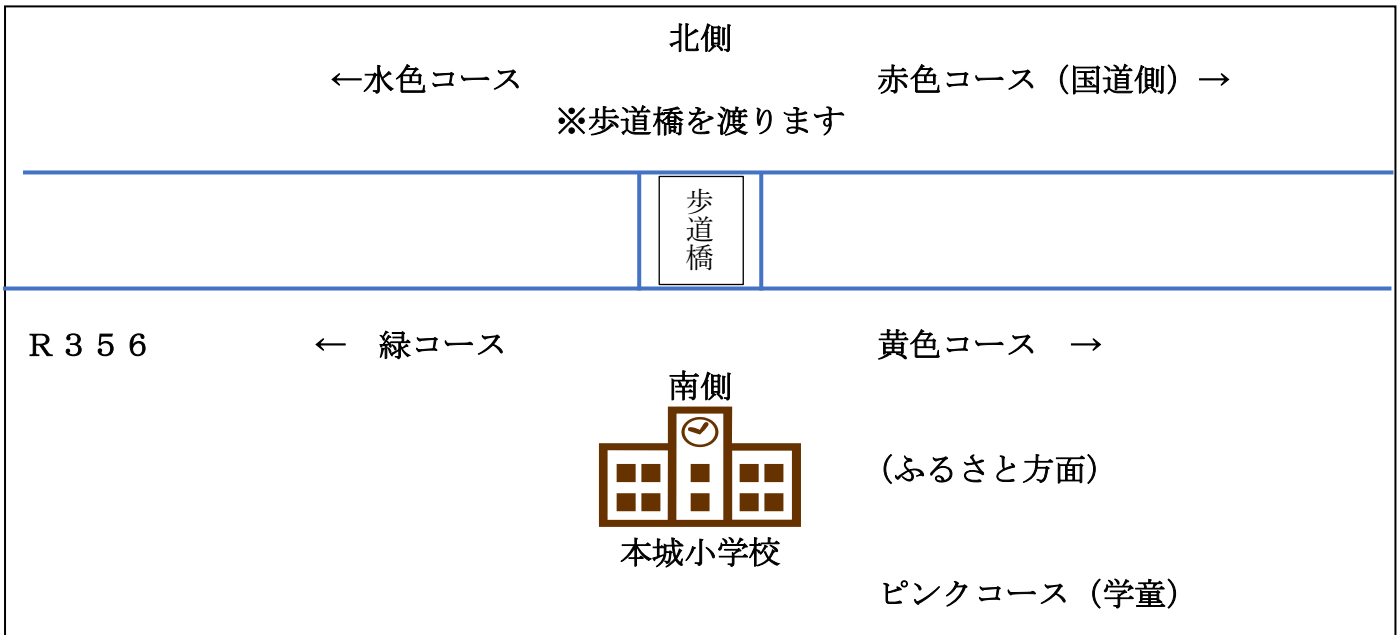 北側
←水色コース 赤色コース（国道側）→
※歩道橋を渡ります
歩道橋
Ｒ３５６ ← 緑コース 黄色コース →
南側
（ふるさと方面）
本城小学校
ピンクコース（学童）